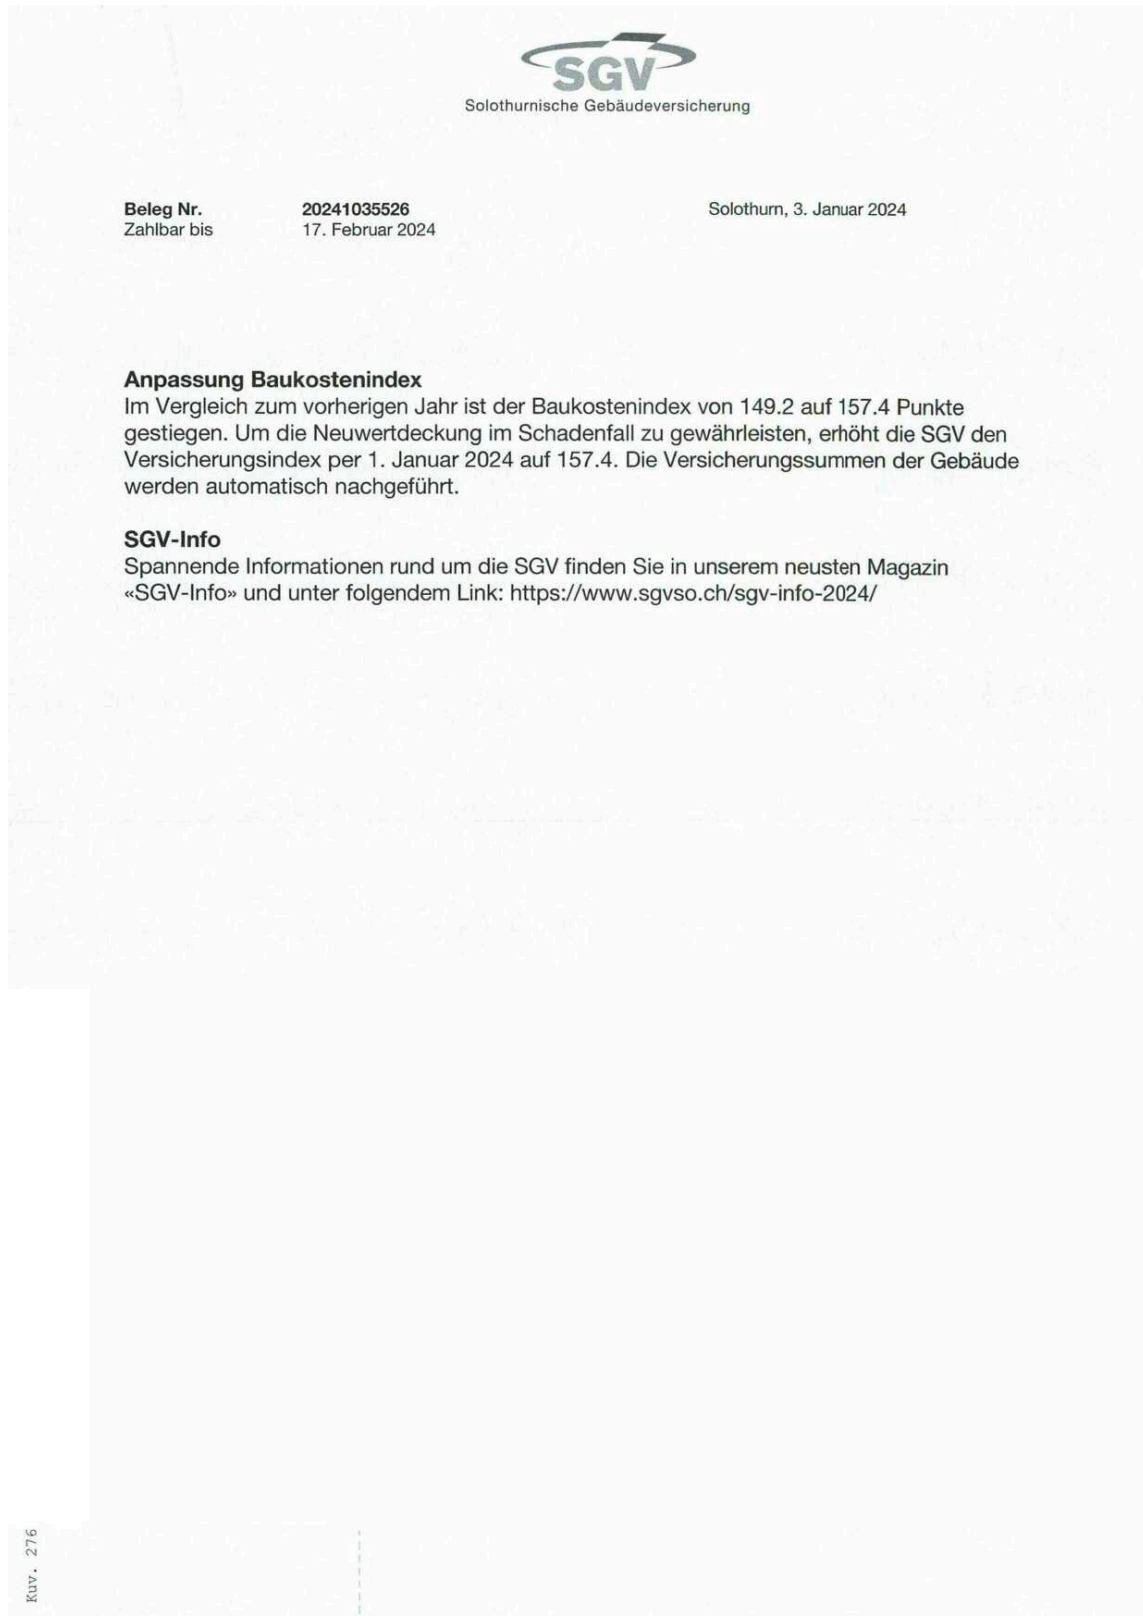 SGV
Solothurnische Gebäudeversicherung
Beleg Nr. 20241035526 Solothurn, 3. Januar 2024
Zahlbar bis 17. Februar 2024
Anpassung Baukostenindex
Im Vergleich zum vorherigen Jahr ist der Baukostenindex von 149.2 auf 157.4 Punkte
gestiegen. Um die Neuwertdeckung im Schadenfall zu gewährleisten, erhöht die SGV den
Versicherungsindex per 1. Januar 2024 auf 157.4. Die Versicherungssummen der Gebäude
werden automatisch nachgeführt.
SGV-Info
Spannende Informationen rund um die SGV finden Sie in unserem neusten Magazin
«SGV-Info» und unter folgendem Link: https://www.sgvso.ch/sgv-info-2024/
Kuv. 276